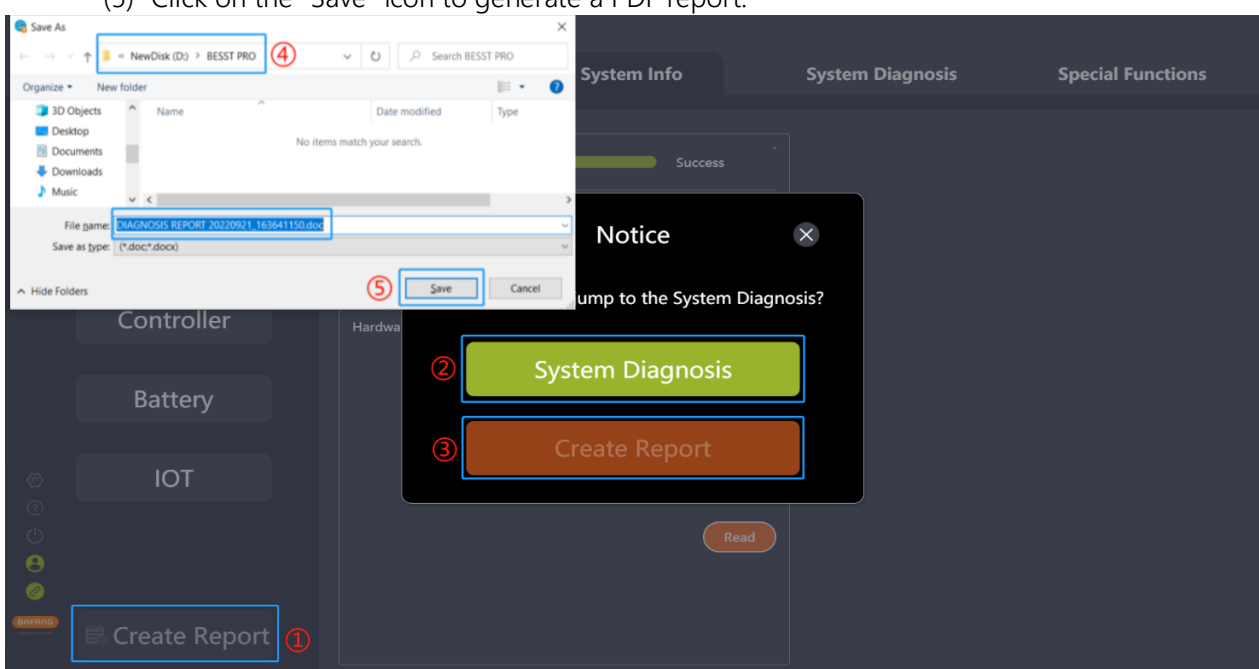 (5) Click on the "Save" icon to generate a PDF report.
Save As
« NewDisk (D:) > BESST PRO
④
Search BESST PRO
Organize
New folder
3D Objects
Desktop
Documents
Downloads
Music
Name
Date modified
Type
No items match your search.
File name: DIAGNOSIS REPORT 20220921_163641150.doc
Save as type: (*.doc;*.docx)
Hide Folders
⑤
Save
Cancel
System Info
System Diagnosis
Special Functions
Success
Notice
ump to the System Diagnosis?
Hardwa
② System Diagnosis
③ Create Report
Controller
Battery
IOT
Read
BAFANG
Create Report ①